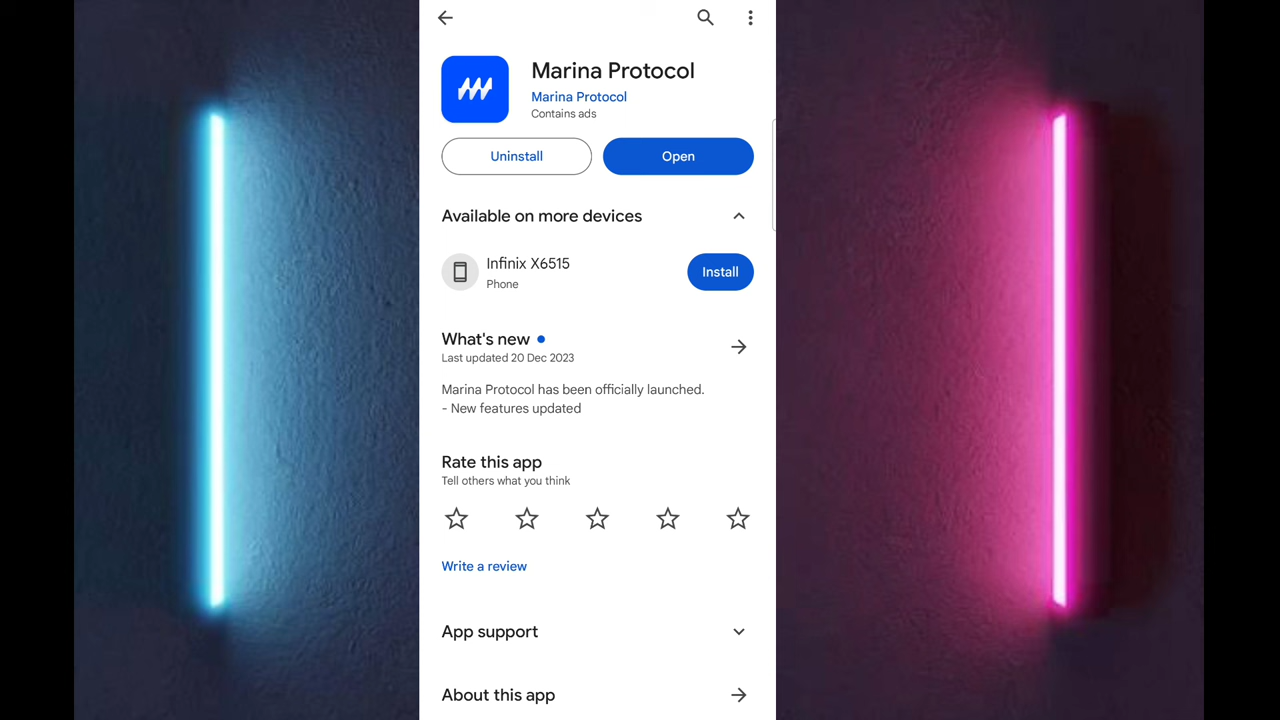 Marina Protocol
Marina Protocol
Contains ads
Uninstall
Open
Available on more devices
Infinix X6515
Phone
Install
What's new
Last updated 20 Dec 2023
Marina Protocol has been officially launched.
- New features updated
Rate this app
Tell others what you think
Write a review
App support
About this app